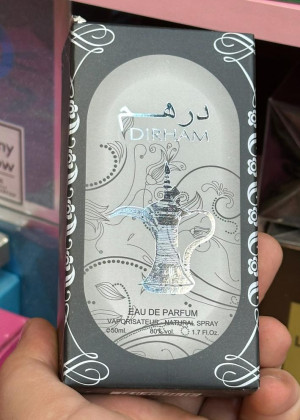 درهم
DIRHAM
EAU DE PARFUM
VAPORISATEUR - NATURAL SPRAY
50ml 80% vol 1.7 Fl.Oz.